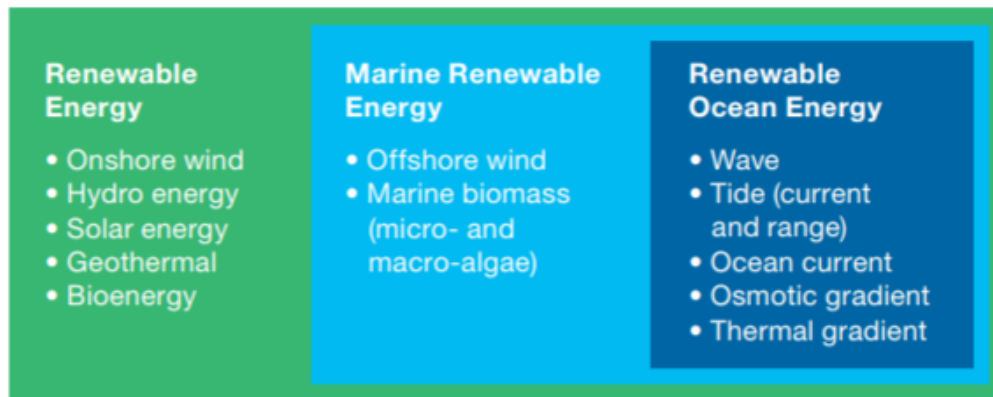 Renewable
Energy
• Onshore wind
• Hydro energy
• Solar energy
• Geothermal
• Bioenergy
Marine Renewable
Energy
• Offshore wind
• Marine biomass
(micro- and
macro-algae)
Renewable
Ocean Energy
• Wave
• Tide (current
and range)
• Ocean current
• Osmotic gradient
• Thermal gradient